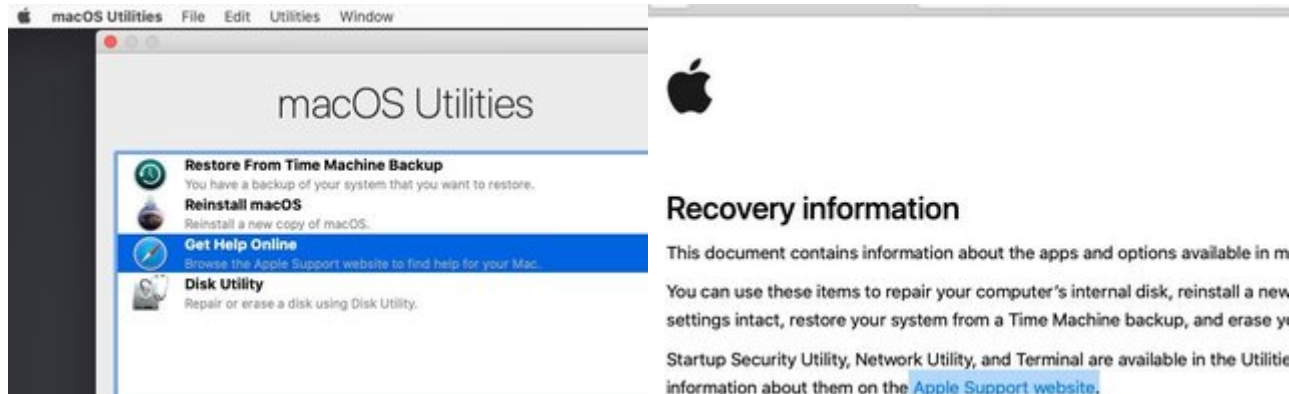 macOS Utilities File Edit Utilities Window
macOS Utilities
Restore From Time Machine Backup
You have a backup of your system that you want to restore.
Reinstall macOS
Reinstall a new copy of macOS.
Get Help Online
Browse the Apple Support website to find help for your Mac.
Disk Utility
Repair or erase a disk using Disk Utility.
Recovery information
This document contains information about the apps and options available in m
You can use these items to repair your computer's internal disk, reinstall a new
settings intact, restore your system from a Time Machine backup, and erase y
Startup Security Utility, Network Utility, and Terminal are available in the Utilitie
information about them on the Apple Support website.